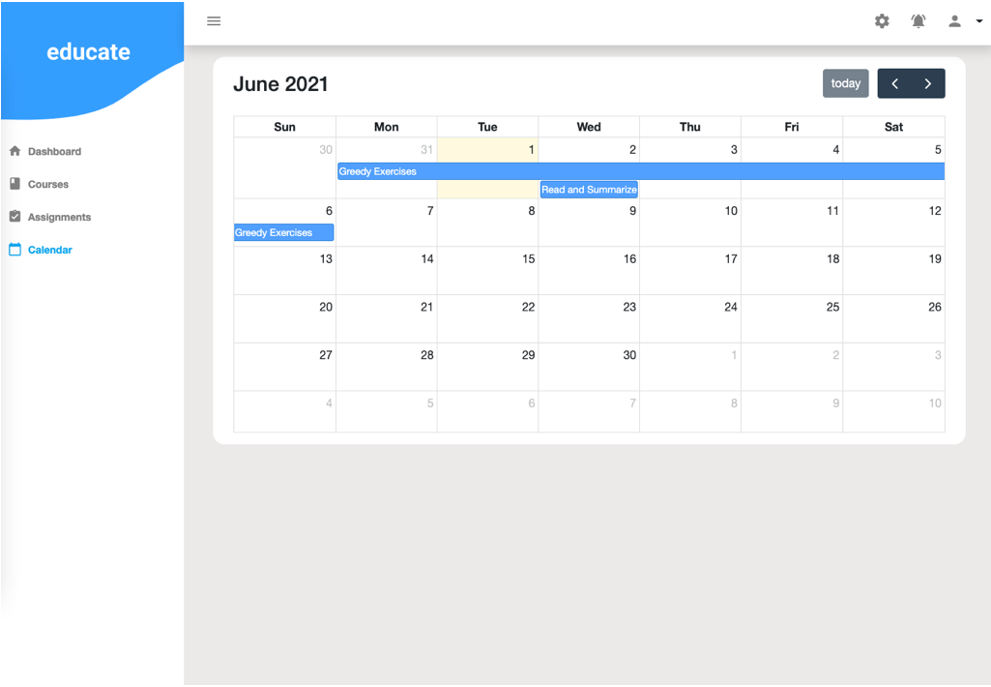 educate
Dashboard
Courses
Assignments
Calendar
June 2021
today
Sun Mon Tue Wed Thu Fri Sat
30 31 1 2 3 4 5
Greedy Exercises
Read and Summarize
6 7 8 9 10 11 12
Greedy Exercises
13 14 15 16 17 18 19
20 21 22 23 24 25 26
27 28 29 30 1 2 3
4 5 6 7 8 9 10